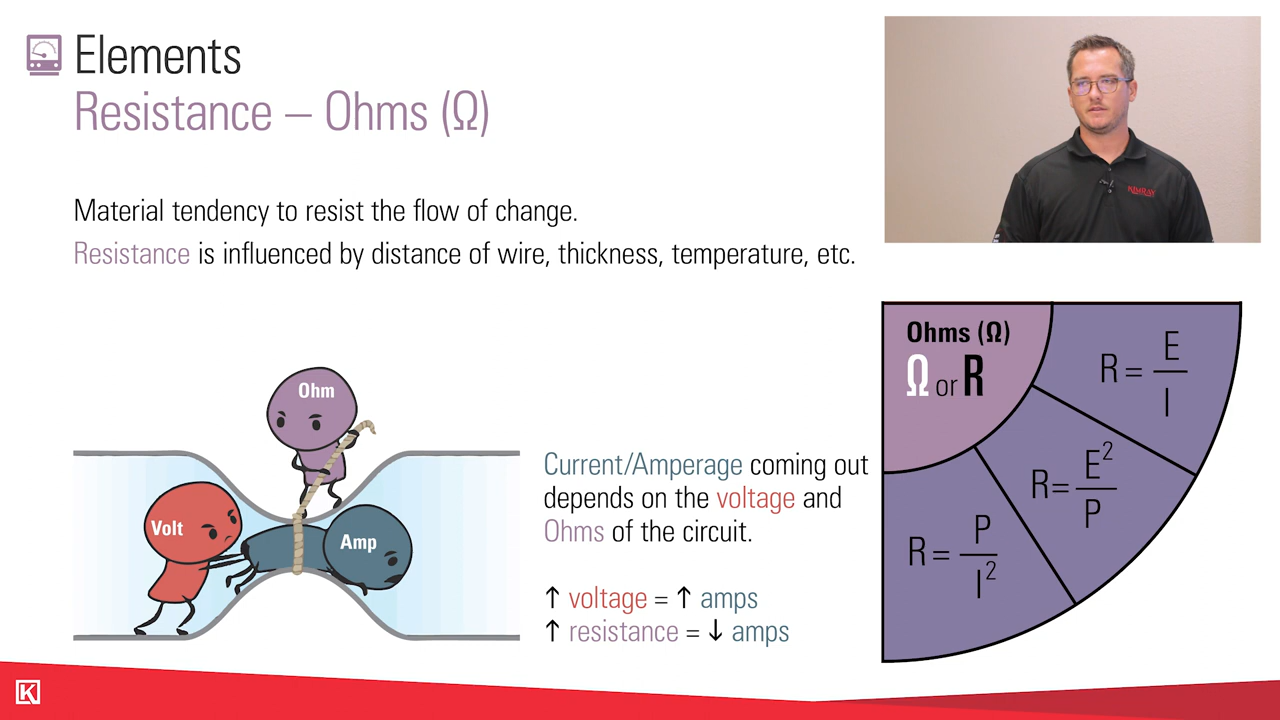 Elements
Resistance – Ohms (Ω)
Material tendency to resist the flow of change.
Resistance is influenced by distance of wire, thickness, temperature, etc.
KIMRAY
Ohm
Volt
Amp
Current/Amperage coming out
depends on the voltage and
Ohms of the circuit.
↑ voltage = ↑ amps
↑ resistance = ↓ amps
Ohms (Ω)
Ω or R
R = E / I
R = E² / P
R = P / I²
K